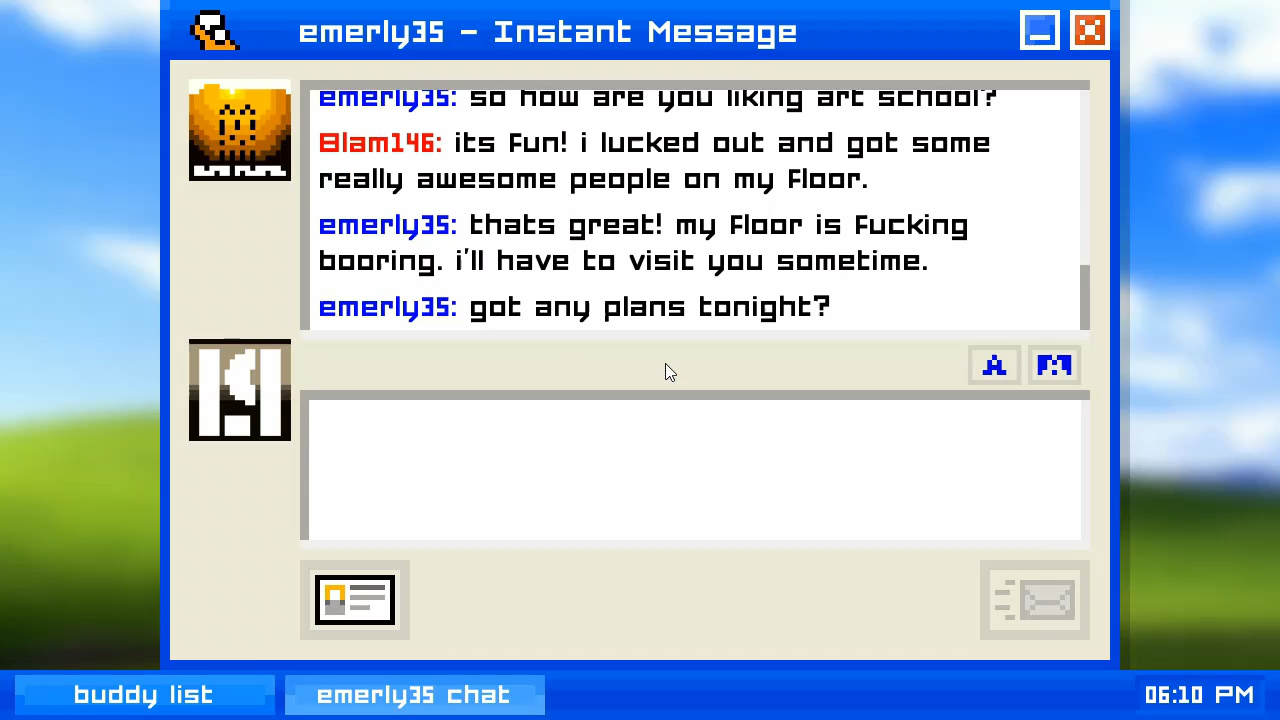 emerly35 - Instant Message
emerly35: so how are you liking art school?
Blam146: its Fun! i lucked out and got some
really awesome people on my Floor.
emerly35: thats great! my Floor is Fucking
booring. i'll have to visit you sometime.
emerly35: got any plans tonight?
A
buddy list
emerly35 chat
06:10 PM